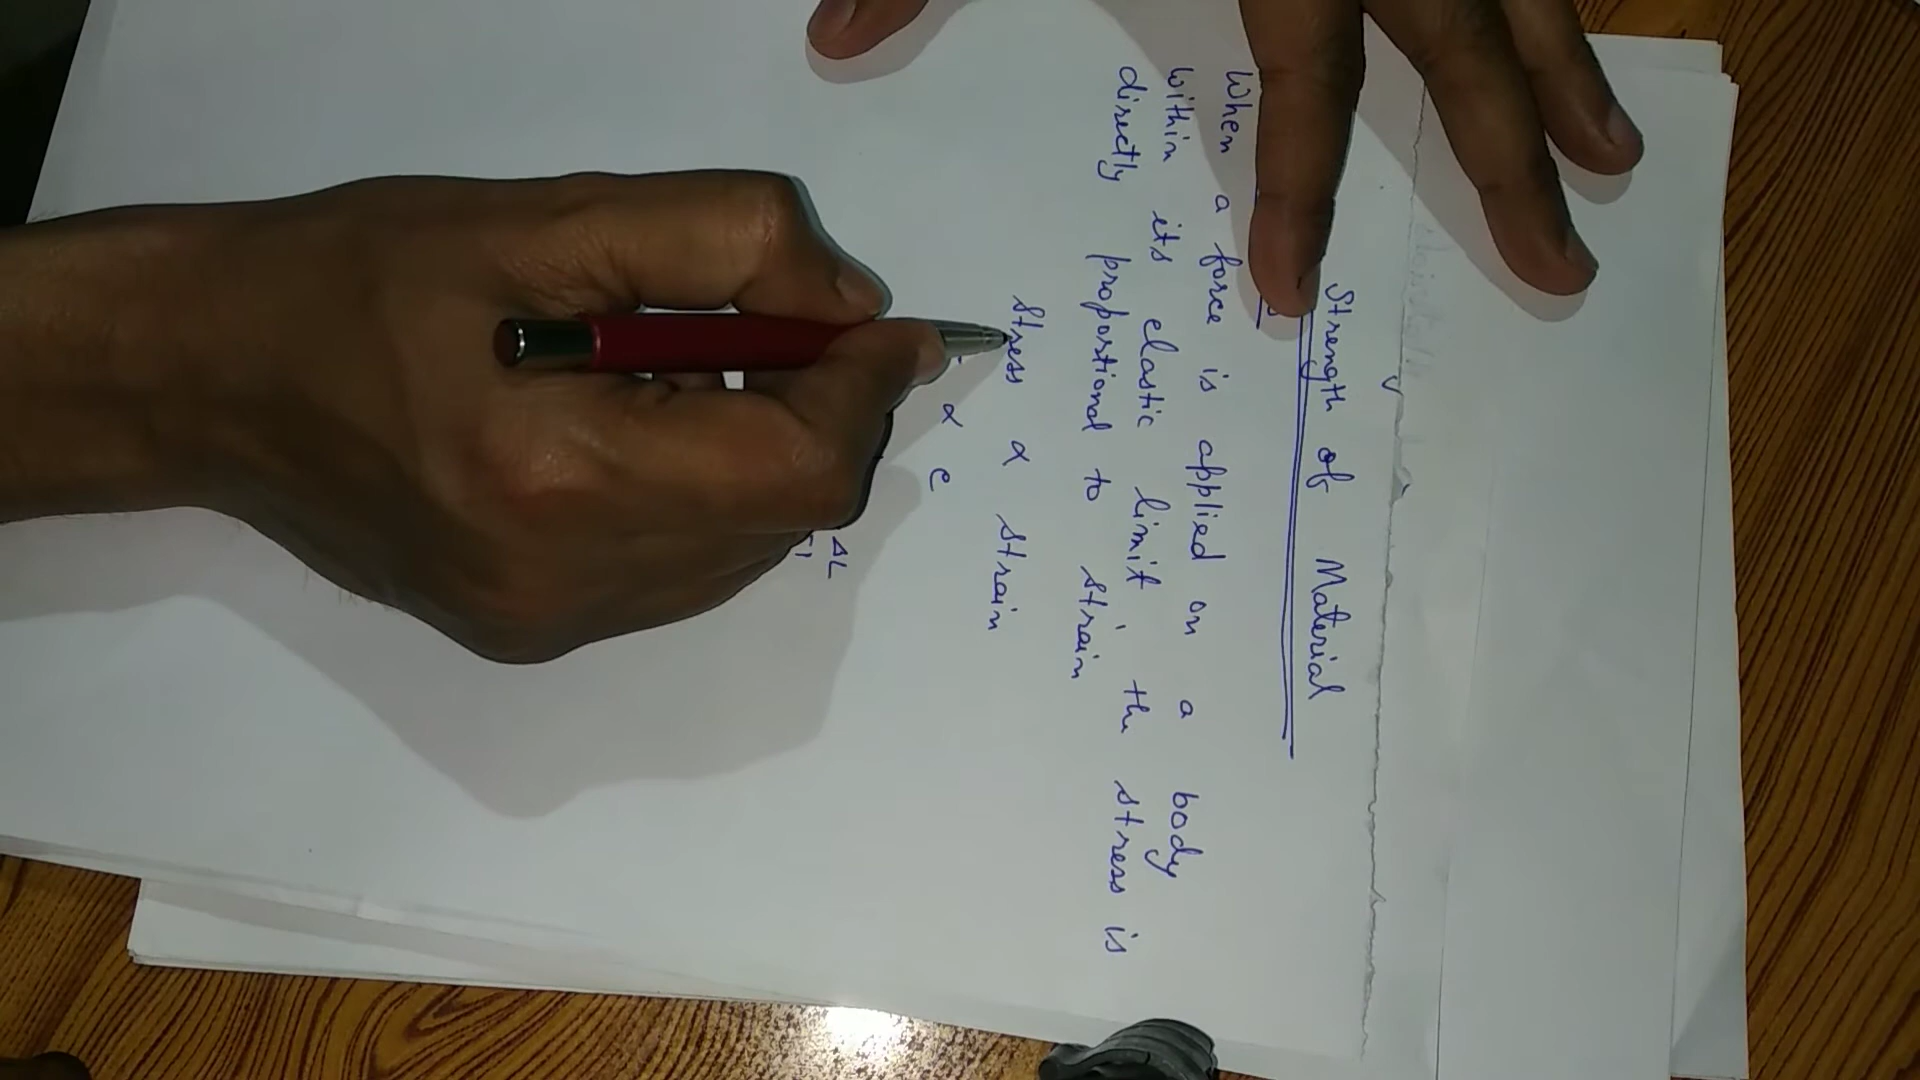 Strength of Material
When a force is applied on a body
within its elastic limit, the stress is
directly proportional to strain
Stress α strain
α e
ΔL